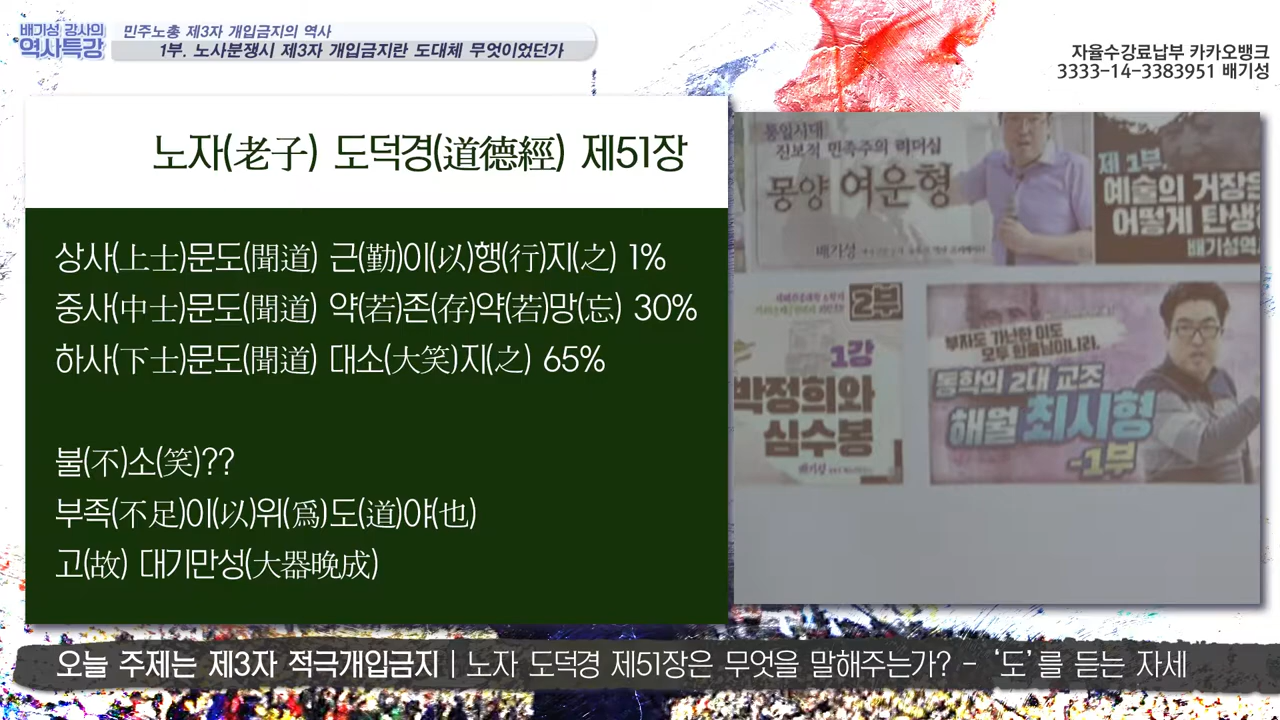 배기성 강사의
역사특강
민주노총 제3자 개입금지의 역사
1부. 노사분쟁시 제3자 개입금지란 도대체 무엇이었던가
자율수강료납부 카카오뱅크
3333-14-3383951 배기성
노자(老子) 도덕경(道德經) 제51장
상사(上士)문도(聞道) 근(勤)이(以)행(行)지(之) 1%
중사(中士)문도(聞道) 약(若)존(存)약(若)망(忘) 30%
하사(下士)문도(聞道) 대소(大笑)지(之) 65%
불(不)소(笑)??
부족(不足)이(以)위(爲)도(道)야(也)
고(故) 대기만성(大器晩成)
통일시대
진보적 민족주의 리더십
몽양 여운형
배기성
제 1부.
예술의 거장은
어떻게 탄생
배기성역
2부
1강
박정희와
심수봉
배기성
부자도 가난한 이도
모두 한울님이니라.
동학의 2대 교조
해월 최시형
-1부
오늘 주제는 제3자 적극개입금지 | 노자 도덕경 제51장은 무엇을 말해주는가? - ‘도’를 듣는 자세